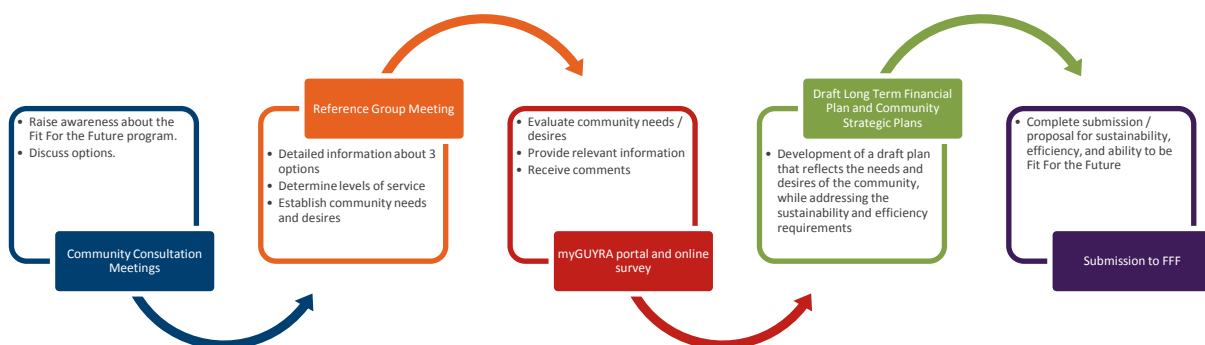 • Raise awareness about the
Fit For the Future program.
• Discuss options.
Community Consultation
Meetings
Reference Group Meeting
• Detailed information about 3
options
• Determine levels of service
• Establish community needs
and desires
• Evaluate community needs /
desires
• Provide relevant information
• Receive comments
myGUYRA portal and online
survey
Draft Long Term Financial
Plan and Community
Strategic Plans
• Development of a draft plan
that reflects the needs and
desires of the community,
while addressing the
sustainability and efficiency
requirements
• Complete submission /
proposal for sustainability,
efficiency, and ability to be
Fit For the Future
Submission to FFF